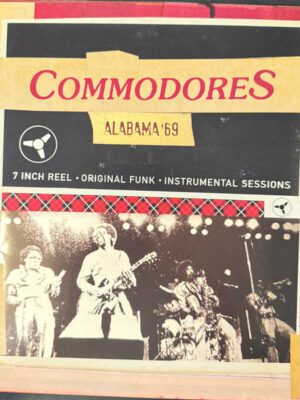 COMMODORES
ALABAMA '69
7 INCH REEL • ORIGINAL FUNK • INSTRUMENTAL SESSIONS